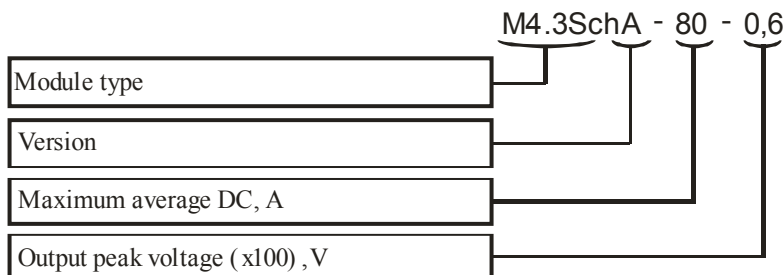 M4.3SchA - 80 - 0,6
Module type
Version
Maximum average DC, A
Output peak voltage (x100) ,V